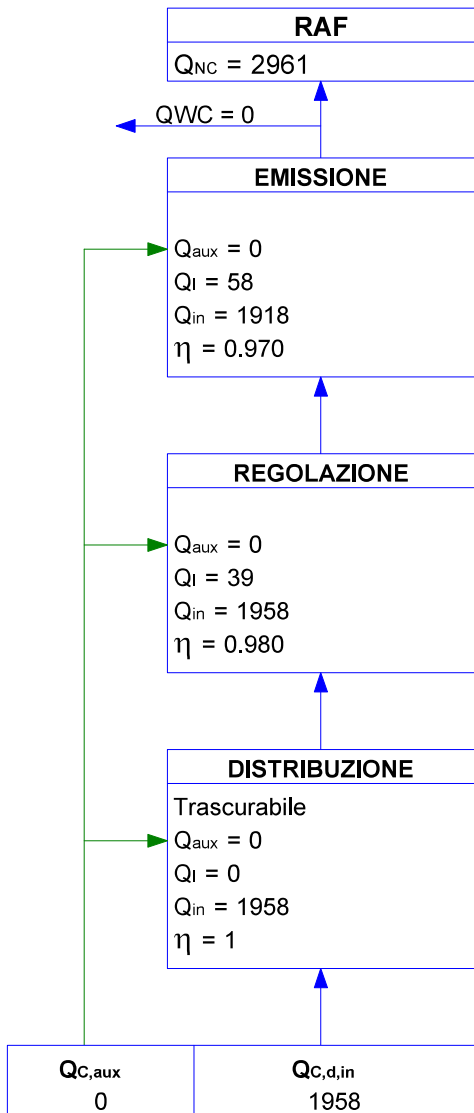 RAF
QNC = 2961
QWC = 0
EMISSIONE
Qaux = 0
Ql = 58
Qin = 1918
η = 0.970
REGOLAZIONE
Qaux = 0
Ql = 39
Qin = 1958
η = 0.980
DISTRIBUZIONE
Trascurabile
Qaux = 0
Ql = 0
Qin = 1958
η = 1
QC,aux QC,d,in
0 1958